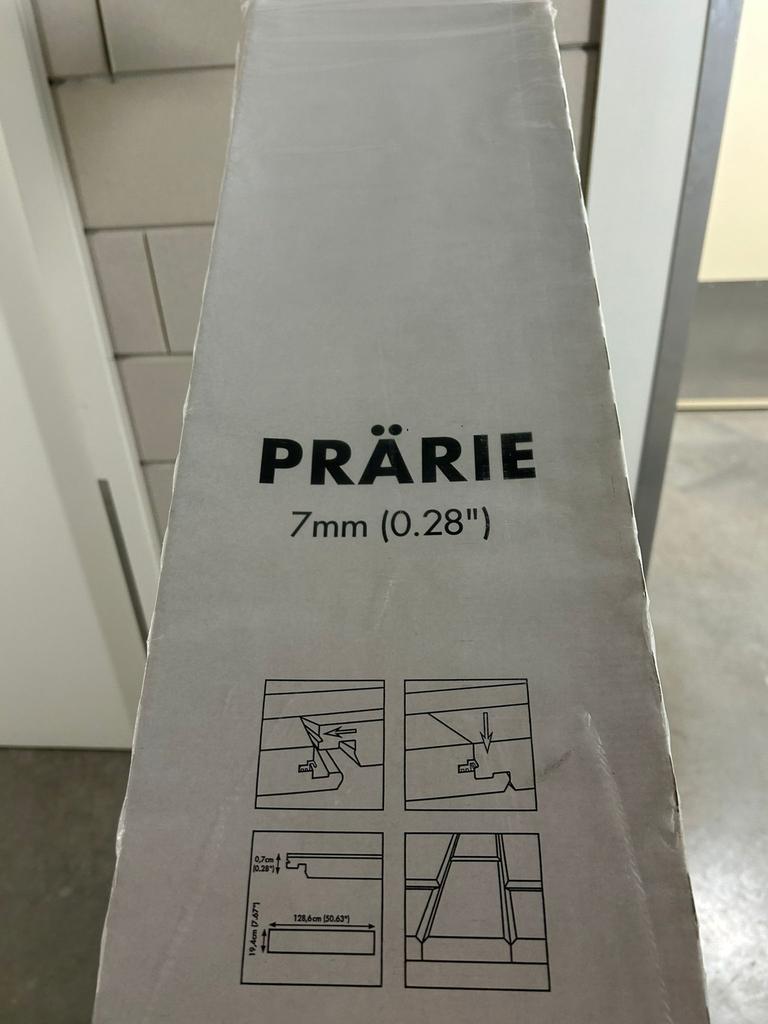 PRÄRIE
7mm (0.28")
0,7cm
(0.28")
128,6cm (50.63")
19,4cm (7.67")